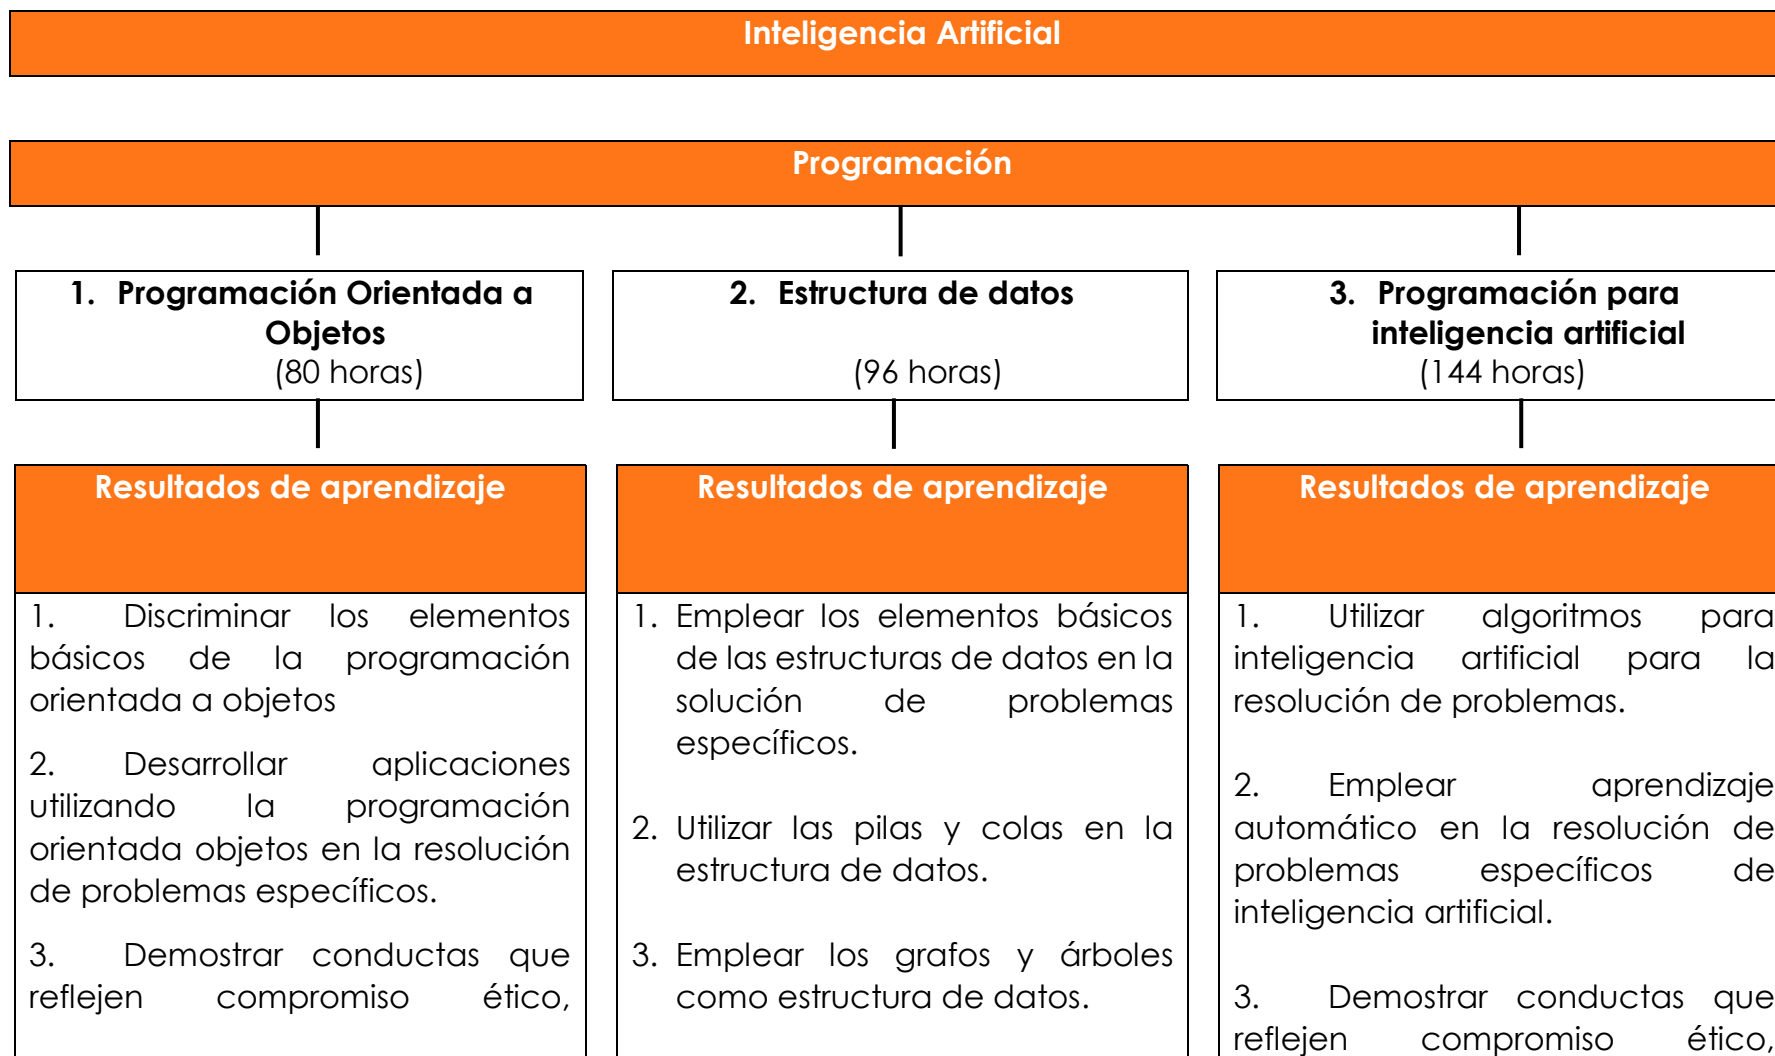 Inteligencia Artificial
Programación
1. Programación Orientada a
Objetos
(80 horas)
2. Estructura de datos
(96 horas)
3. Programación para
inteligencia artificial
(144 horas)
Resultados de aprendizaje
1. Discriminar los elementos
básicos de la programación
orientada a objetos
2. Desarrollar aplicaciones
utilizando la programación
orientada objetos en la resolución
de problemas específicos.
3. Demostrar conductas que
reflejen compromiso ético,
Resultados de aprendizaje
1. Emplear los elementos básicos
de las estructuras de datos en la
solución de problemas
específicos.
2. Utilizar las pilas y colas en la
estructura de datos.
3. Emplear los grafos y árboles
como estructura de datos.
Resultados de aprendizaje
1. Utilizar algoritmos para
inteligencia artificial para la
resolución de problemas.
2. Emplear aprendizaje
automático en la resolución de
problemas específicos de
inteligencia artificial.
3. Demostrar conductas que
reflejen compromiso ético,